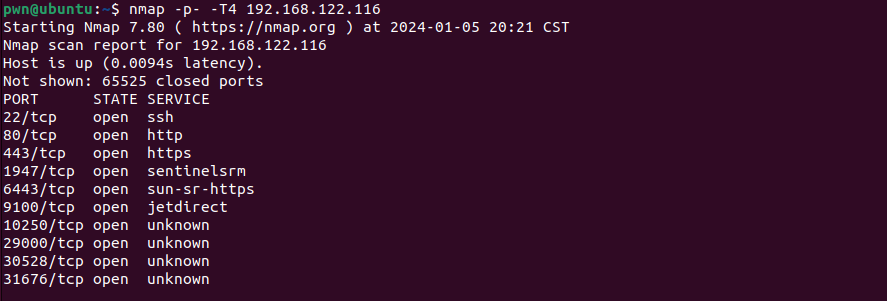 pwn@ubuntu:~$ nmap -p- -T4 192.168.122.116
Starting Nmap 7.80 ( https://nmap.org ) at 2024-01-05 20:21 CST
Nmap scan report for 192.168.122.116
Host is up (0.0094s latency).
Not shown: 65525 closed ports
PORT      STATE SERVICE
22/tcp    open  ssh
80/tcp    open  http
443/tcp   open  https
1947/tcp  open  sentinelsrm
6443/tcp  open  sun-sr-https
9100/tcp  open  jetdirect
10250/tcp open  unknown
29000/tcp open  unknown
30528/tcp open  unknown
31676/tcp open  unknown